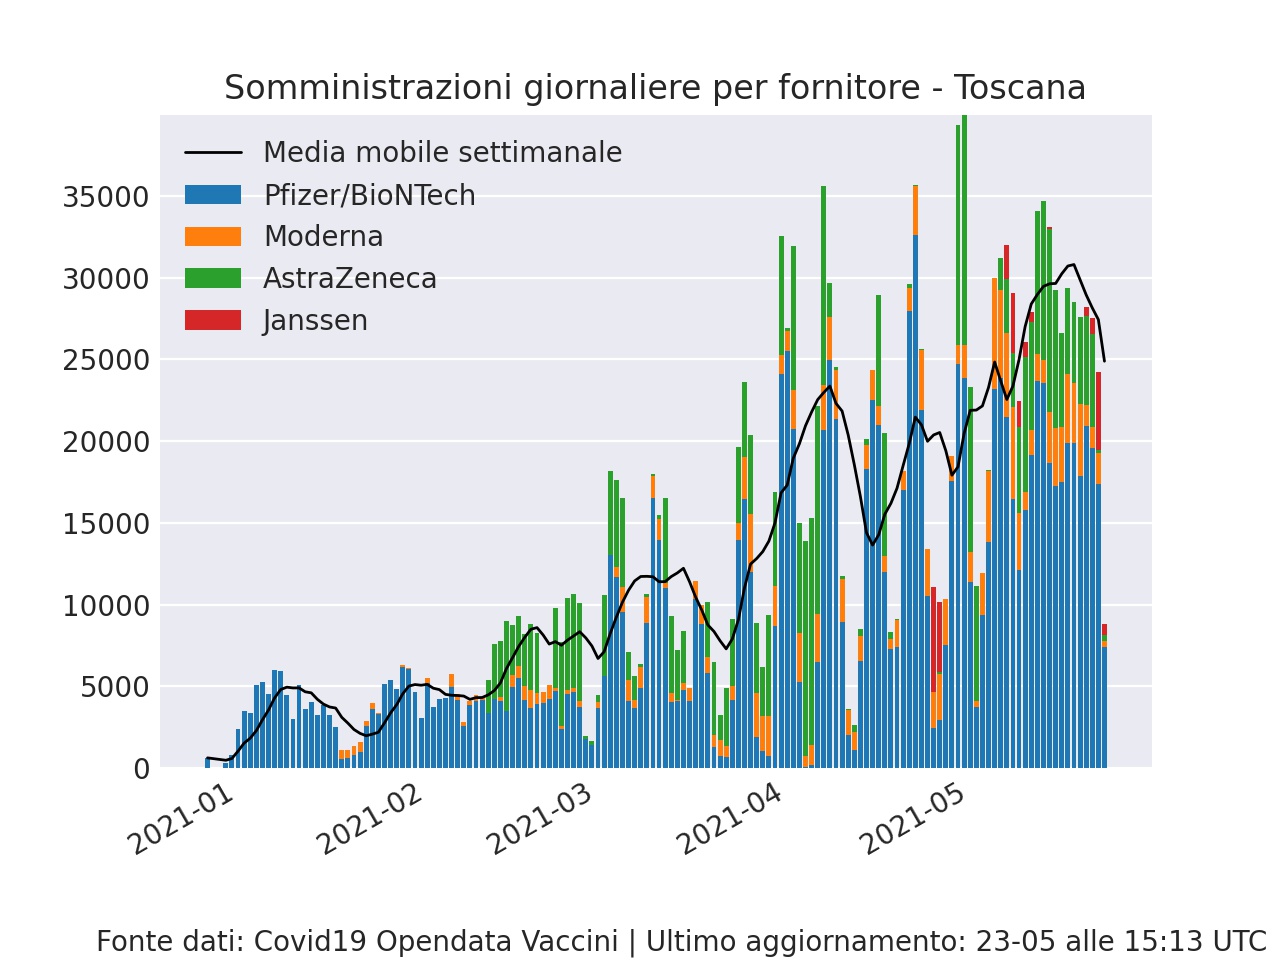 Somministrazioni giornaliere per fornitore - Toscana
Media mobile settimanale
Pfizer/BioNTech
Moderna
AstraZeneca
Janssen
35000
30000
25000
20000
15000
10000
5000
0
2021-01
2021-02
2021-03
2021-04
2021-05
Fonte dati: Covid19 Opendata Vaccini | Ultimo aggiornamento: 23-05 alle 15:13 UTC